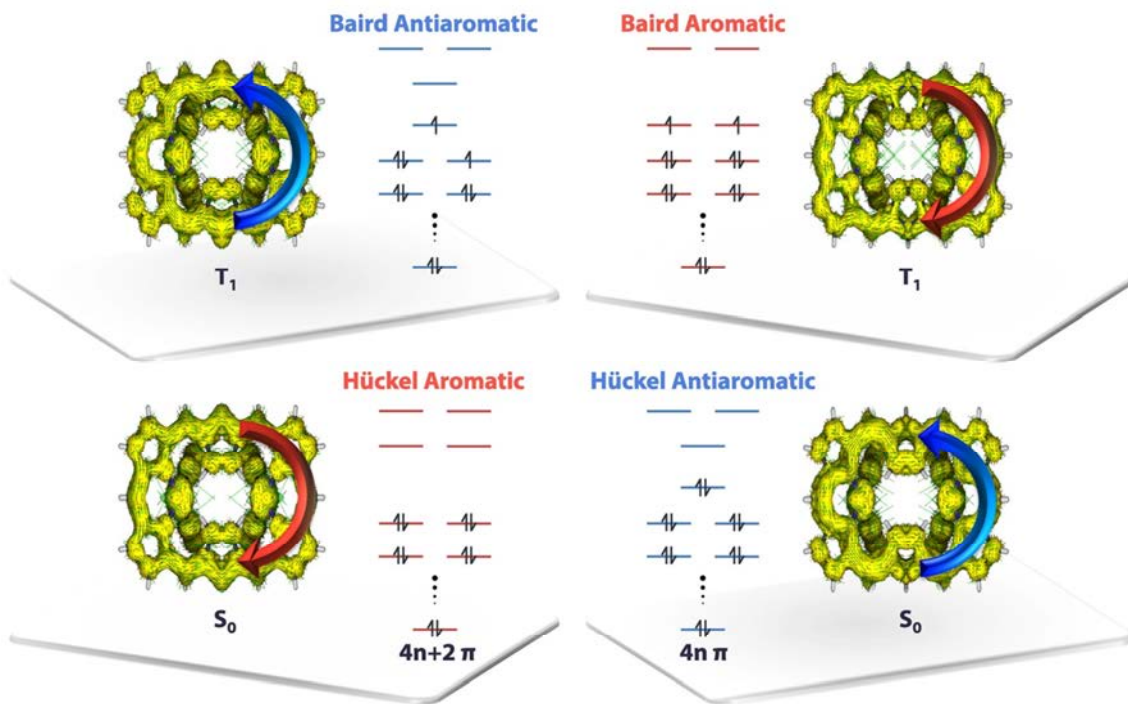 Baird Antiaromatic
Baird Aromatic
T₁
T₁
Hückel Aromatic
Hückel Antiaromatic
S₀
S₀
4n+2 π
4n π